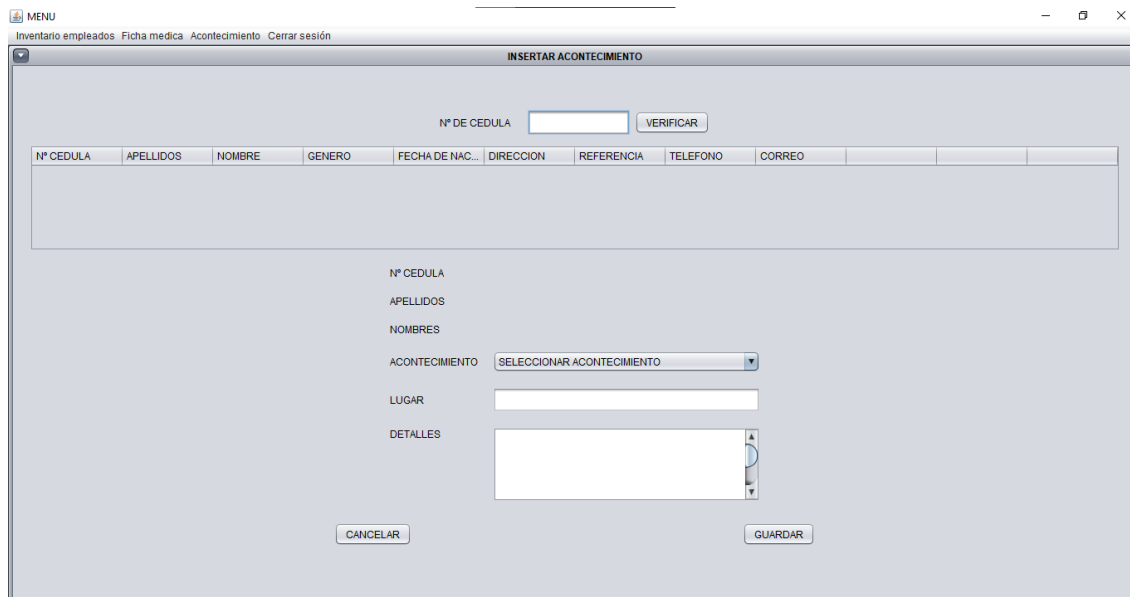 MENU
Inventario empleados Ficha medica Acontecimiento Cerrar sesión
INSERTAR ACONTECIMIENTO
Nº DE CEDULA VERIFICAR
Nº CEDULA APELLIDOS NOMBRE GENERO FECHA DE NAC... DIRECCION REFERENCIA TELEFONO CORREO
Nº CEDULA
APELLIDOS
NOMBRES
ACONTECIMIENTO SELECCIONAR ACONTECIMIENTO
LUGAR
DETALLES
CANCELAR GUARDAR